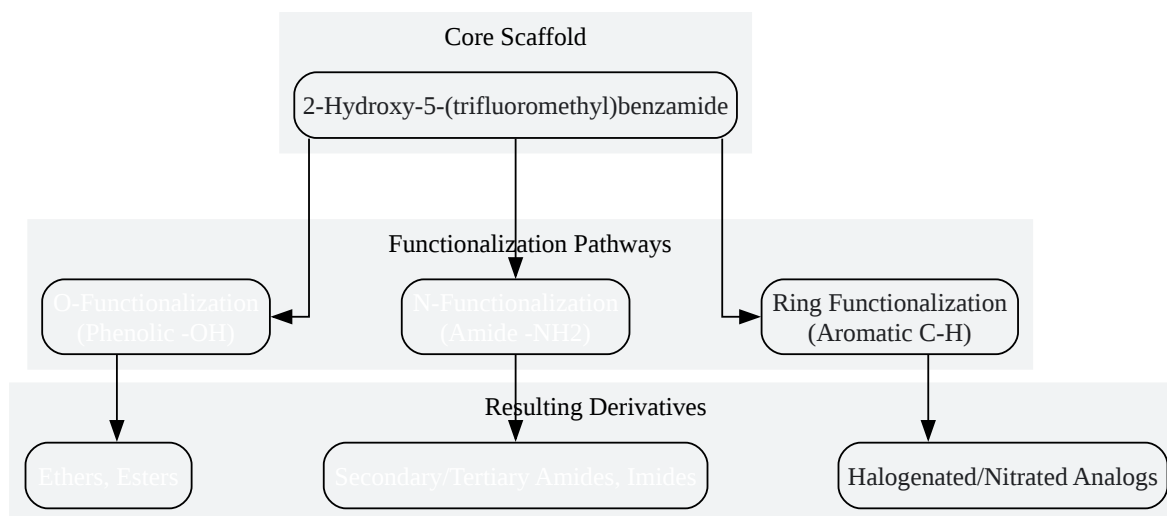 Core Scaffold
2-Hydroxy-5-(trifluoromethyl)benzamide
Functionalization Pathways
O-Functionalization
(Phenolic -OH)
N-Functionalization
(Amide -NH2)
Ring Functionalization
(Aromatic C-H)
Resulting Derivatives
Ethers, Esters
Secondary/Tertiary Amides, Imides
Halogenated/Nitrated Analogs